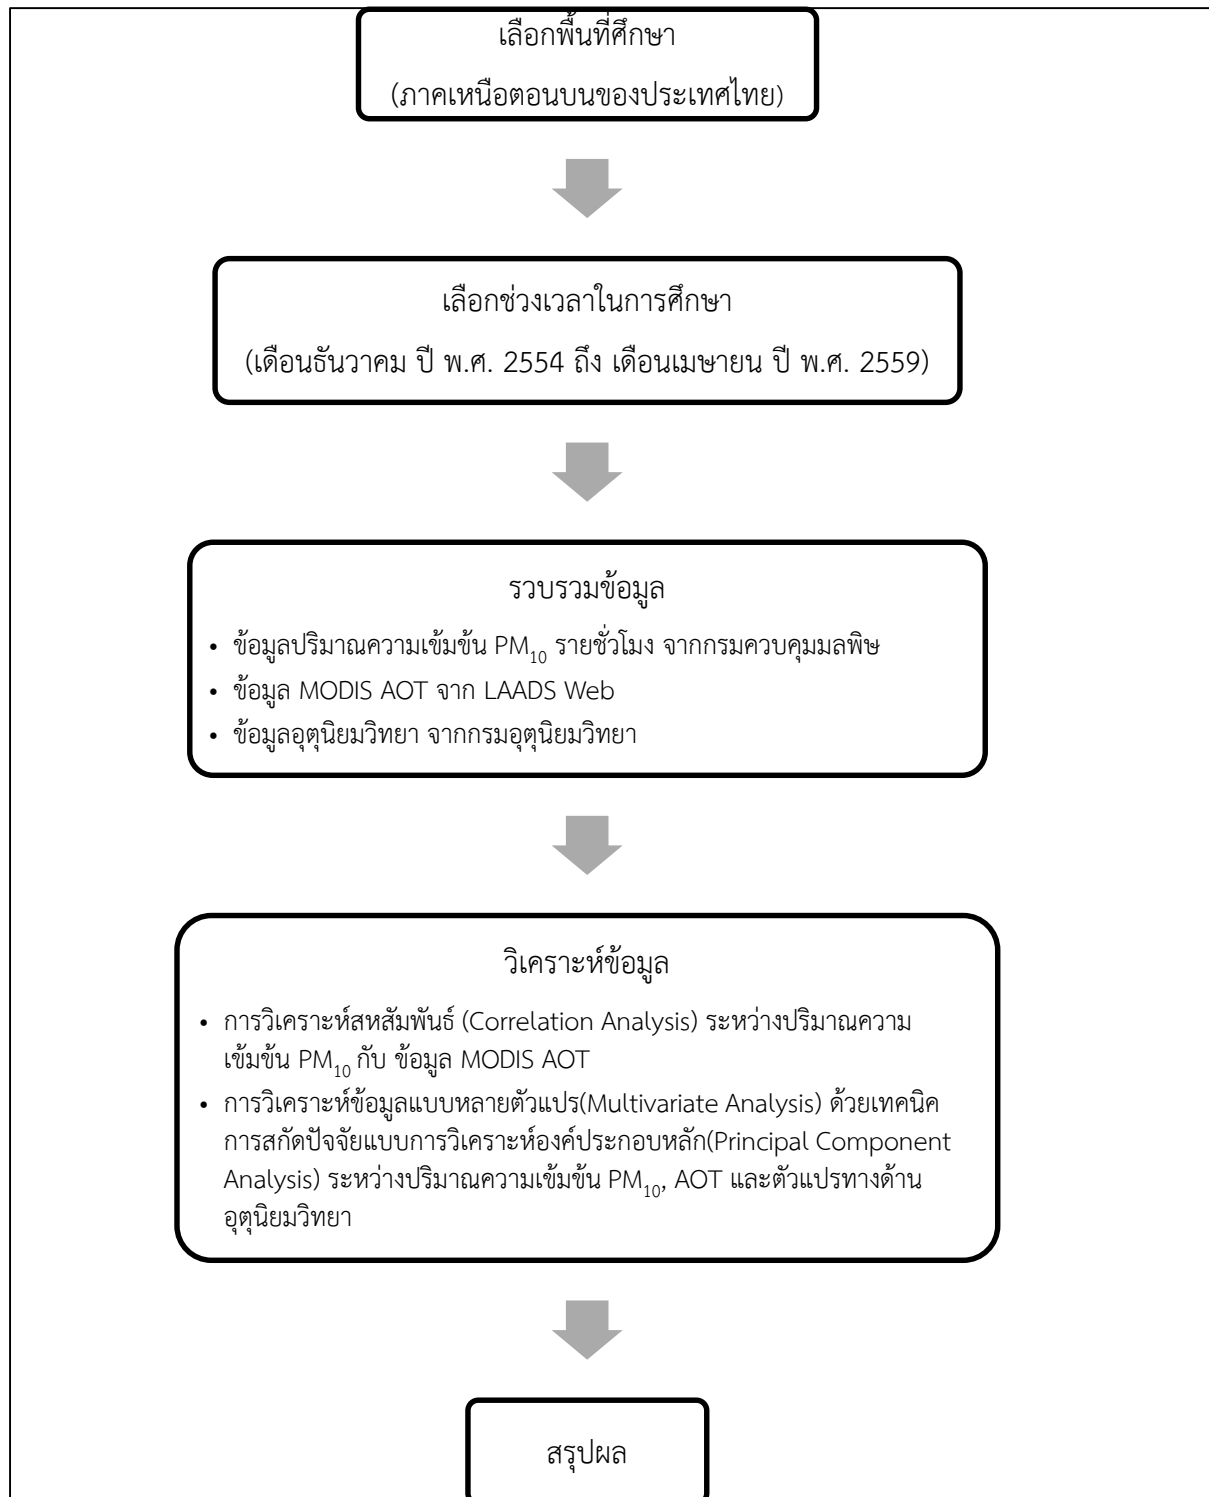 เลือกพื้นที่ศึกษา
(ภาคเหนือตอนบนของประเทศไทย)
เลือกช่วงเวลาในการศึกษา
(เดือนธันวาคม ปี พ.ศ. 2554 ถึง เดือนเมษายน ปี พ.ศ. 2559)
รวบรวมข้อมูล
• ข้อมูลปริมาณความเข้มข้น PM₁₀ รายชั่วโมง จากกรมควบคุมมลพิษ
• ข้อมูล MODIS AOT จาก LAADS Web
• ข้อมูลอุตุนิยมวิทยา จากกรมอุตุนิยมวิทยา
วิเคราะห์ข้อมูล
• การวิเคราะห์สหสัมพันธ์ (Correlation Analysis) ระหว่างปริมาณความ
เข้มข้น PM₁₀ กับ ข้อมูล MODIS AOT
• การวิเคราะห์ข้อมูลแบบหลายตัวแปร(Multivariate Analysis) ด้วยเทคนิค
การสกัดปัจจัยแบบการวิเคราะห์องค์ประกอบหลัก(Principal Component
Analysis) ระหว่างปริมาณความเข้มข้น PM₁₀, AOT และตัวแปรทางด้าน
อุตุนิยมวิทยา
สรุปผล